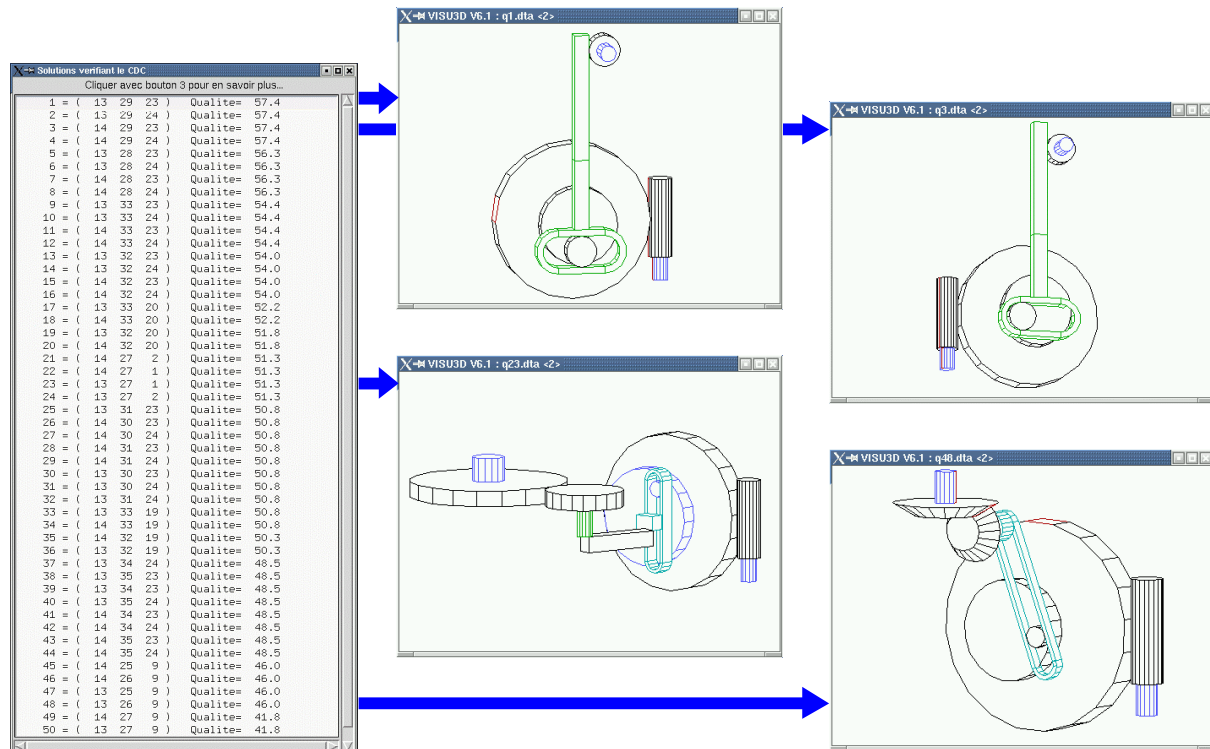 Solutions verifiant le CDC
Cliquer avec bouton 3 pour en savoir plus...
1 = ( 13 29 23 ) Qualite= 57.4
2 = ( 13 29 24 ) Qualite= 57.4
3 = ( 14 29 23 ) Qualite= 57.4
4 = ( 14 29 24 ) Qualite= 57.4
5 = ( 13 28 23 ) Qualite= 56.3
6 = ( 13 28 24 ) Qualite= 56.3
7 = ( 14 28 23 ) Qualite= 56.3
8 = ( 14 28 24 ) Qualite= 56.3
9 = ( 13 33 23 ) Qualite= 54.4
10 = ( 13 33 24 ) Qualite= 54.4
11 = ( 14 33 23 ) Qualite= 54.4
12 = ( 14 33 24 ) Qualite= 54.4
13 = ( 13 32 23 ) Qualite= 54.0
14 = ( 13 32 24 ) Qualite= 54.0
15 = ( 14 32 23 ) Qualite= 54.0
16 = ( 14 32 24 ) Qualite= 54.0
17 = ( 13 33 20 ) Qualite= 52.2
18 = ( 14 33 20 ) Qualite= 52.2
19 = ( 13 32 20 ) Qualite= 51.8
20 = ( 14 32 20 ) Qualite= 51.8
21 = ( 14 27 2 ) Qualite= 51.3
22 = ( 14 27 1 ) Qualite= 51.3
23 = ( 13 27 1 ) Qualite= 51.3
24 = ( 13 27 2 ) Qualite= 51.3
25 = ( 13 31 23 ) Qualite= 50.8
26 = ( 14 30 23 ) Qualite= 50.8
27 = ( 14 30 24 ) Qualite= 50.8
28 = ( 14 31 23 ) Qualite= 50.8
29 = ( 14 31 24 ) Qualite= 50.8
30 = ( 13 30 23 ) Qualite= 50.8
31 = ( 13 30 24 ) Qualite= 50.8
32 = ( 13 31 24 ) Qualite= 50.8
33 = ( 13 33 19 ) Qualite= 50.8
34 = ( 14 33 19 ) Qualite= 50.8
35 = ( 14 32 19 ) Qualite= 50.3
36 = ( 13 32 19 ) Qualite= 50.3
37 = ( 13 34 24 ) Qualite= 48.5
38 = ( 14 35 23 ) Qualite= 48.5
39 = ( 13 34 23 ) Qualite= 48.5
40 = ( 13 35 24 ) Qualite= 48.5
41 = ( 14 34 23 ) Qualite= 48.5
42 = ( 14 34 24 ) Qualite= 48.5
43 = ( 14 35 23 ) Qualite= 48.5
44 = ( 14 35 24 ) Qualite= 48.5
45 = ( 14 25 9 ) Qualite= 46.0
46 = ( 14 26 9 ) Qualite= 46.0
47 = ( 13 25 9 ) Qualite= 46.0
48 = ( 13 26 9 ) Qualite= 46.0
49 = ( 14 27 9 ) Qualite= 41.8
50 = ( 13 27 9 ) Qualite= 41.8
VISU3D V6.1 : q1.dta <2>
VISU3D V6.1 : q3.dta <2>
VISU3D V6.1 : q23.dta <2>
VISU3D V6.1 : q48.dta <2>